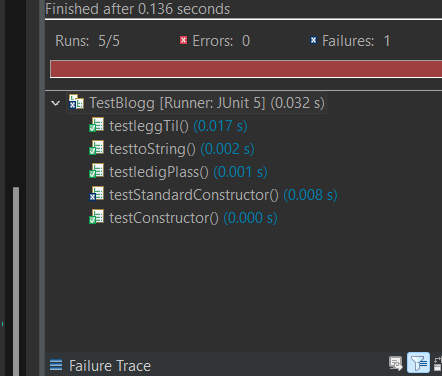 Finished after 0.136 seconds
Runs: 5/5 Errors: 0 Failures: 1
TestBlogg [Runner: JUnit 5] (0.032 s)
testleggTil() (0.017 s)
testtoString() (0.002 s)
testledigPlass() (0.001 s)
testStandardConstructor() (0.008 s)
testConstructor() (0.000 s)
Failure Trace